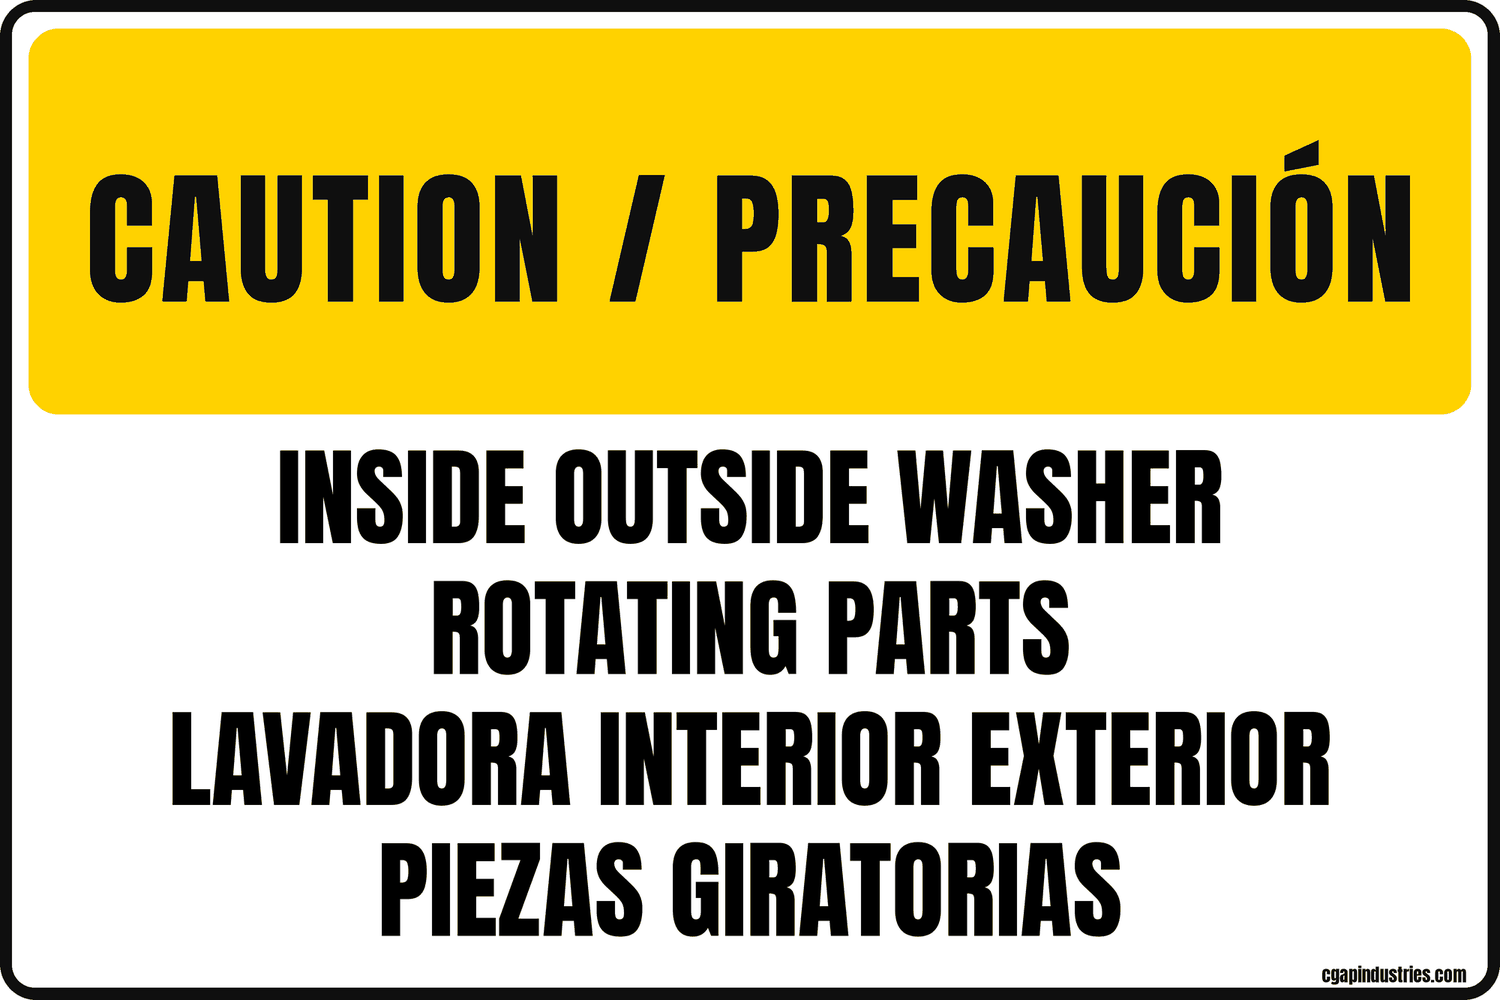 CAUTION / PRECAUCIÓN
INSIDE OUTSIDE WASHER
ROTATING PARTS
LAVADORA INTERIOR EXTERIOR
PIEZAS GIRATORIAS
cgapindustries.com